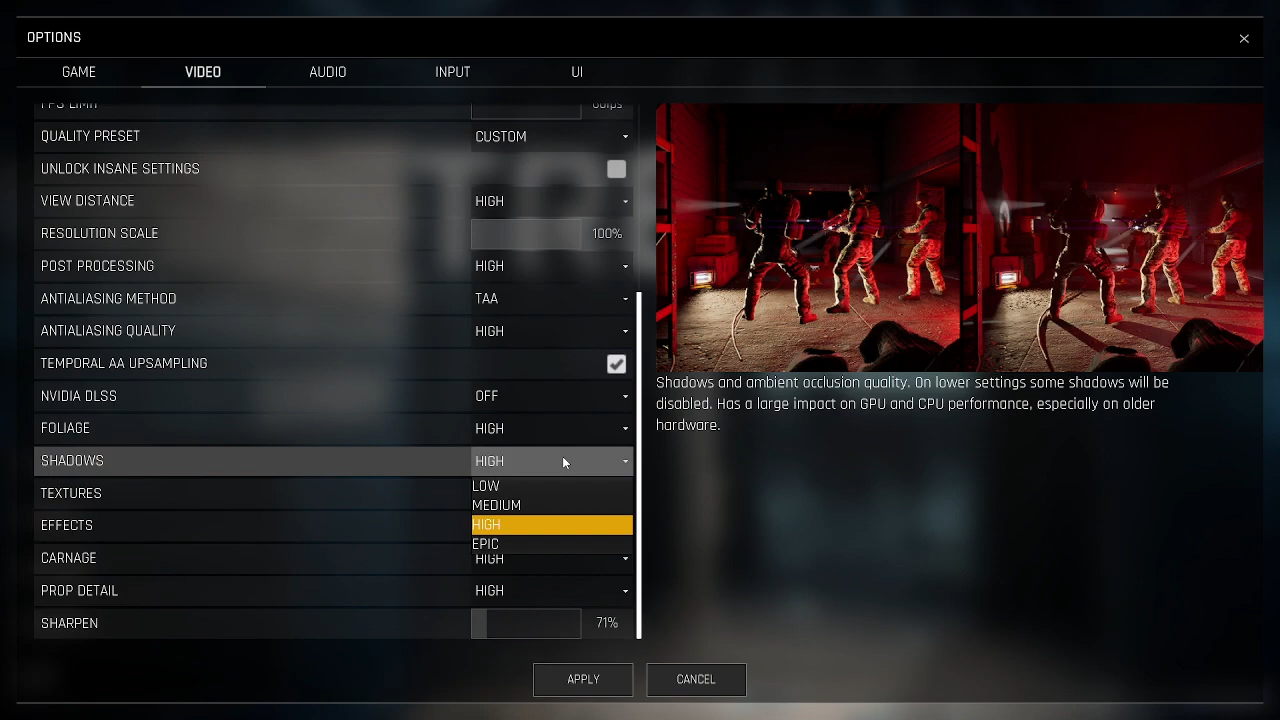 OPTIONS
GAME VIDEO AUDIO INPUT UI
FPS LIMIT 60fps
QUALITY PRESET CUSTOM
UNLOCK INSANE SETTINGS
VIEW DISTANCE HIGH
RESOLUTION SCALE 100%
POST PROCESSING HIGH
ANTIALIASING METHOD TAA
ANTIALIASING QUALITY HIGH
TEMPORAL AA UPSAMPLING
NVIDIA DLSS OFF
FOLIAGE HIGH
SHADOWS HIGH
LOW
TEXTURES
MEDIUM
EFFECTS HIGH
EPIC
CARNAGE HIGH
PROP DETAIL HIGH
SHARPEN 71%
Shadows and ambient occlusion quality. On lower settings some shadows will be
disabled. Has a large impact on GPU and CPU performance, especially on older
hardware.
APPLY CANCEL